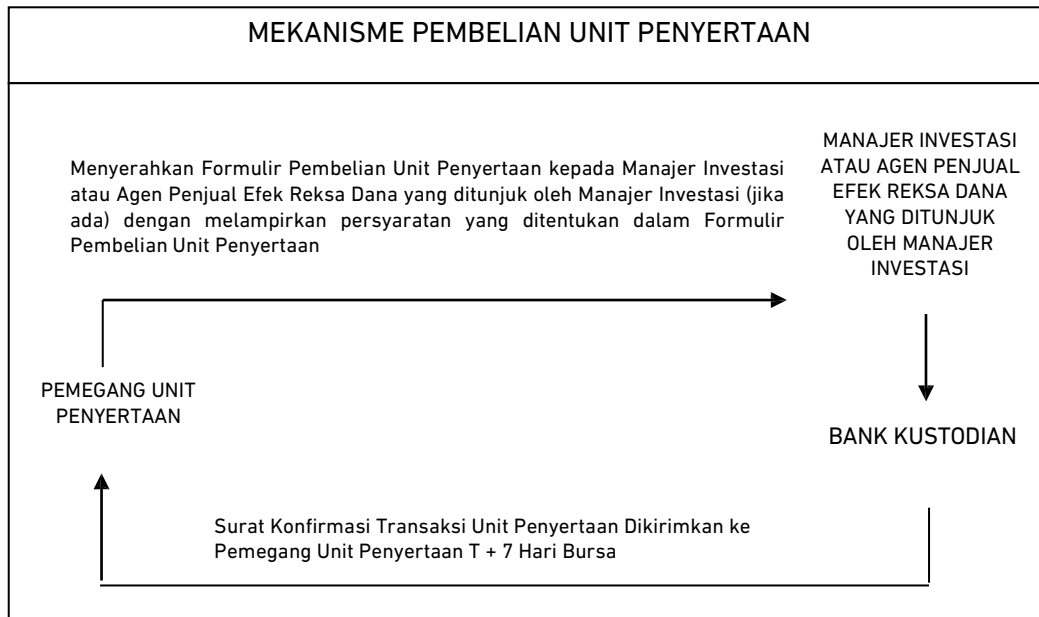 MEKANISME PEMBELIAN UNIT PENYERTAAN
Menyerahkan Formulir Pembelian Unit Penyertaan kepada Manajer Investasi
atau Agen Penjual Efek Reksa Dana yang ditunjuk oleh Manajer Investasi (jika
ada) dengan melampirkan persyaratan yang ditentukan dalam Formulir
Pembelian Unit Penyertaan
MANAJER INVESTASI
ATAU AGEN PENJUAL
EFEK REKSA DANA
YANG DITUNJUK
OLEH MANAJER
INVESTASI
PEMEGANG UNIT
PENYERTAAN
BANK KUSTODIAN
Surat Konfirmasi Transaksi Unit Penyertaan Dikirimkan ke
Pemegang Unit Penyertaan T + 7 Hari Bursa